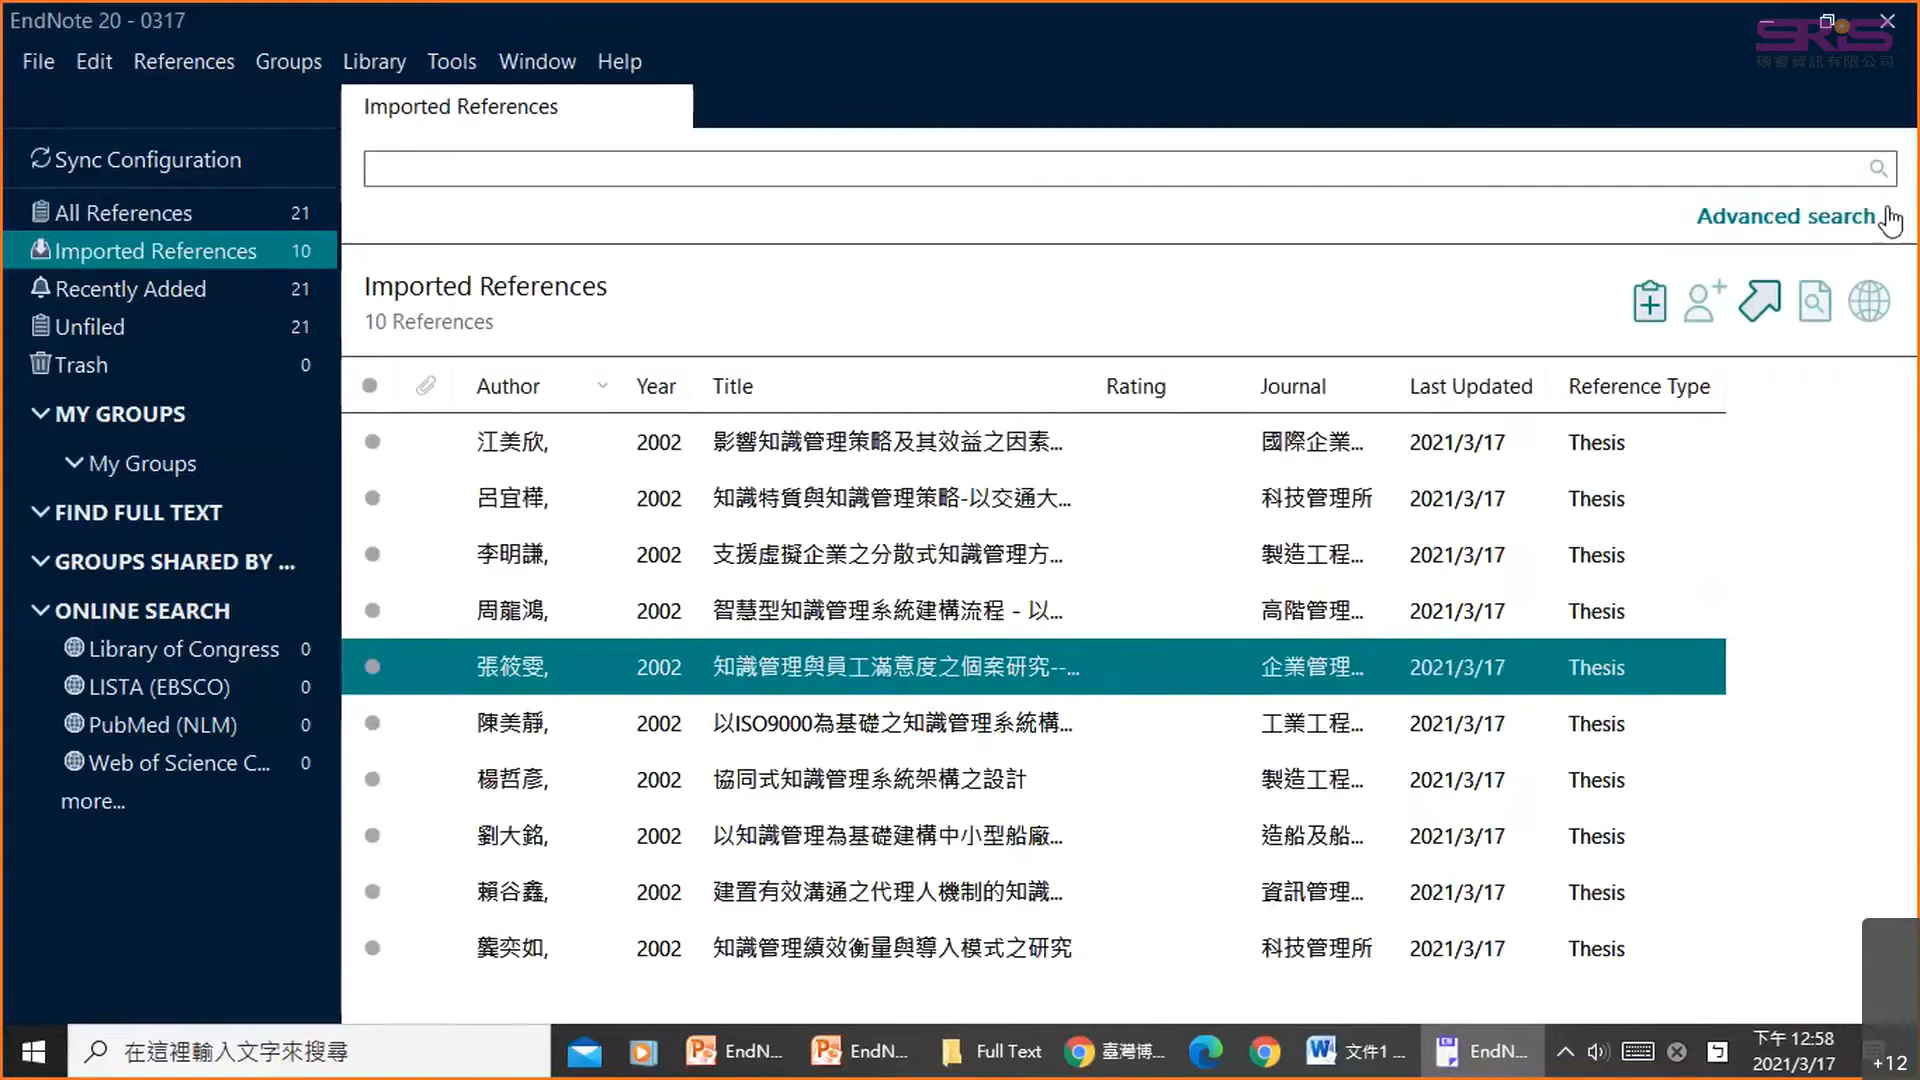 EndNote 20 - 0317
SRIS
碩睿資訊有限公司
File Edit References Groups Library Tools Window Help
Imported References
Sync Configuration
Advanced search
All References 21
Imported References 10
Recently Added 21
Unfiled 21
Trash 0
MY GROUPS
My Groups
FIND FULL TEXT
GROUPS SHARED BY ...
ONLINE SEARCH
Library of Congress 0
LISTA (EBSCO) 0
PubMed (NLM) 0
Web of Science C... 0
more...
Imported References
10 References
Author Year Title Rating Journal Last Updated Reference Type
江美欣, 2002 影響知識管理策略及其效益之因素... 國際企業... 2021/3/17 Thesis
呂宜樺, 2002 知識特質與知識管理策略-以交通大... 科技管理所 2021/3/17 Thesis
李明謙, 2002 支援虛擬企業之分散式知識管理方... 製造工程... 2021/3/17 Thesis
周龍鴻, 2002 智慧型知識管理系統建構流程－以... 高階管理... 2021/3/17 Thesis
張筱雯, 2002 知識管理與員工滿意度之個案研究--... 企業管理... 2021/3/17 Thesis
陳美靜, 2002 以ISO9000為基礎之知識管理系統構... 工業工程... 2021/3/17 Thesis
楊哲彥, 2002 協同式知識管理系統架構之設計 製造工程... 2021/3/17 Thesis
劉大銘, 2002 以知識管理為基礎建構中小型船廠... 造船及船... 2021/3/17 Thesis
賴谷鑫, 2002 建置有效溝通之代理人機制的知識... 資訊管理... 2021/3/17 Thesis
龔奕如, 2002 知識管理績效衡量與導入模式之研究 科技管理所 2021/3/17 Thesis
在這裡輸入文字來搜尋
EndN... EndN... Full Text 臺灣博... 文件1 ... EndN...
下午 12:58
2021/3/17
+12